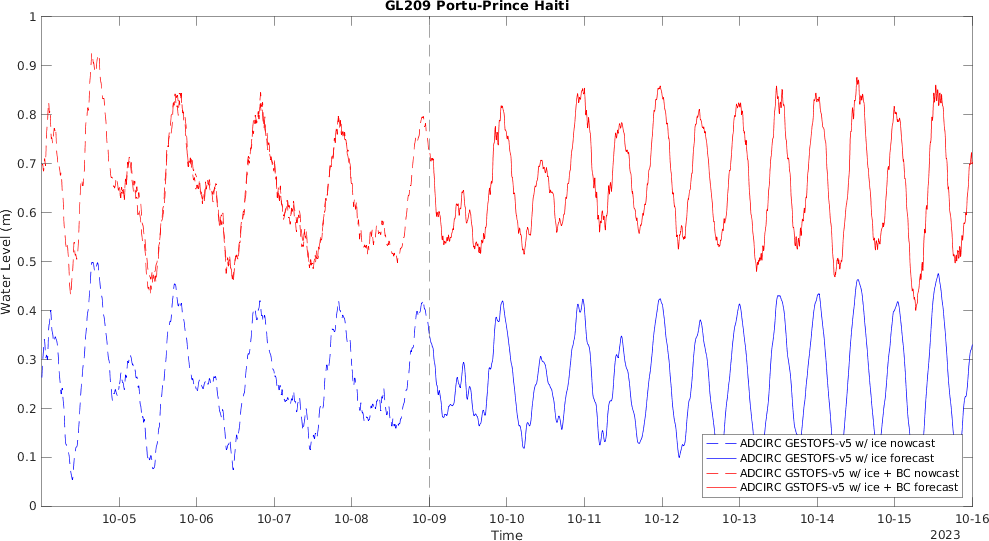 GL209 Portu-Prince Haiti
1
0.9
0.8
0.7
0.6
0.5
0.4
0.3
0.2
0.1
0
Water Level (m)
ADCIRC GESTOFS-v5 w/ ice nowcast
ADCIRC GESTOFS-v5 w/ ice forecast
ADCIRC GSTOFS-v5 w/ ice + BC nowcast
ADCIRC GSTOFS-v5 w/ ice + BC forecast
10-05 10-06 10-07 10-08 10-09 10-10 10-11 10-12 10-13 10-14 10-15 10-16
Time
2023